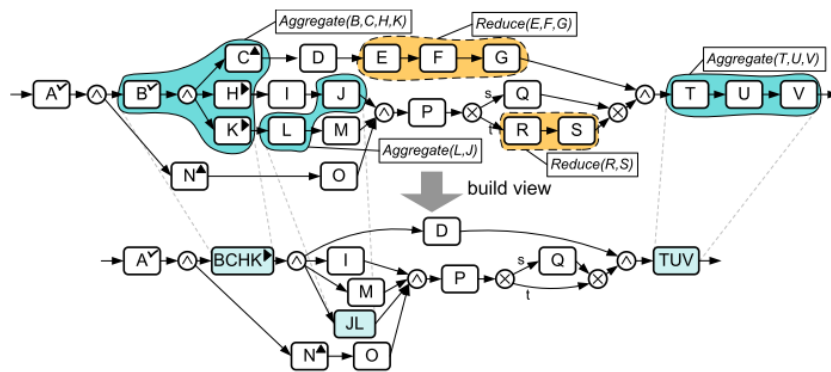 Aggregate(B,C,H,K)
Reduce(E,F,G)
Aggregate(T,U,V)
C D E F G
A B H I J P s Q T U V
K L M t R S
Aggregate(L,J)
Reduce(R,S)
N O
build view
D
A BCHK I P s Q TUV
M t
JL
N O